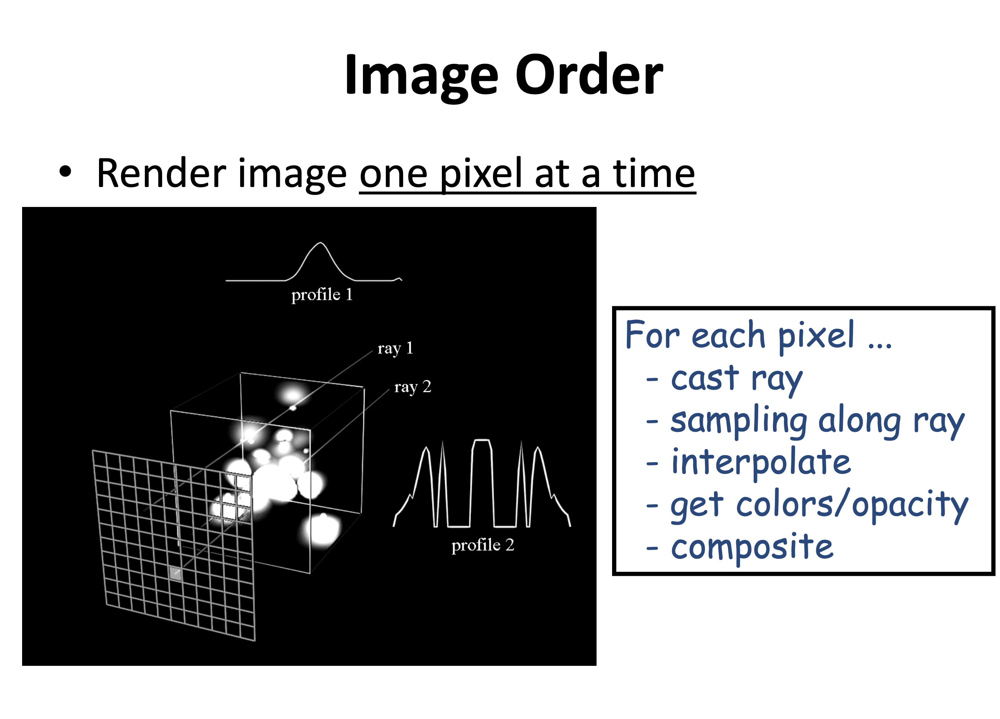 Image Order
• Render image one pixel at a time
profile 1
ray 1
ray 2
profile 2
For each pixel ...
- cast ray
- sampling along ray
- interpolate
- get colors/opacity
- composite